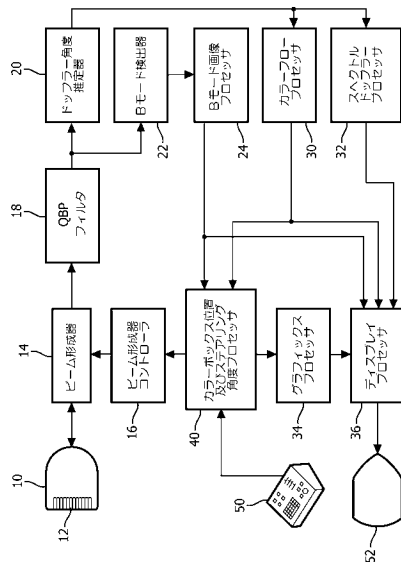 10
12
ビーム形成器
14
QBP
フィルタ
18
ドップラー角度
推定器
20
ビーム形成器
コントローラ
16
Bモード検出器
22
カラーボックス位置
及びステアリング
角度プロセッサ
40
Bモード画像
プロセッサ
24
50
グラフィックス
プロセッサ
34
カラーフロー
プロセッサ
30
52
ディスプレイ
プロセッサ
36
スペクトル
ドップラー
プロセッサ
32